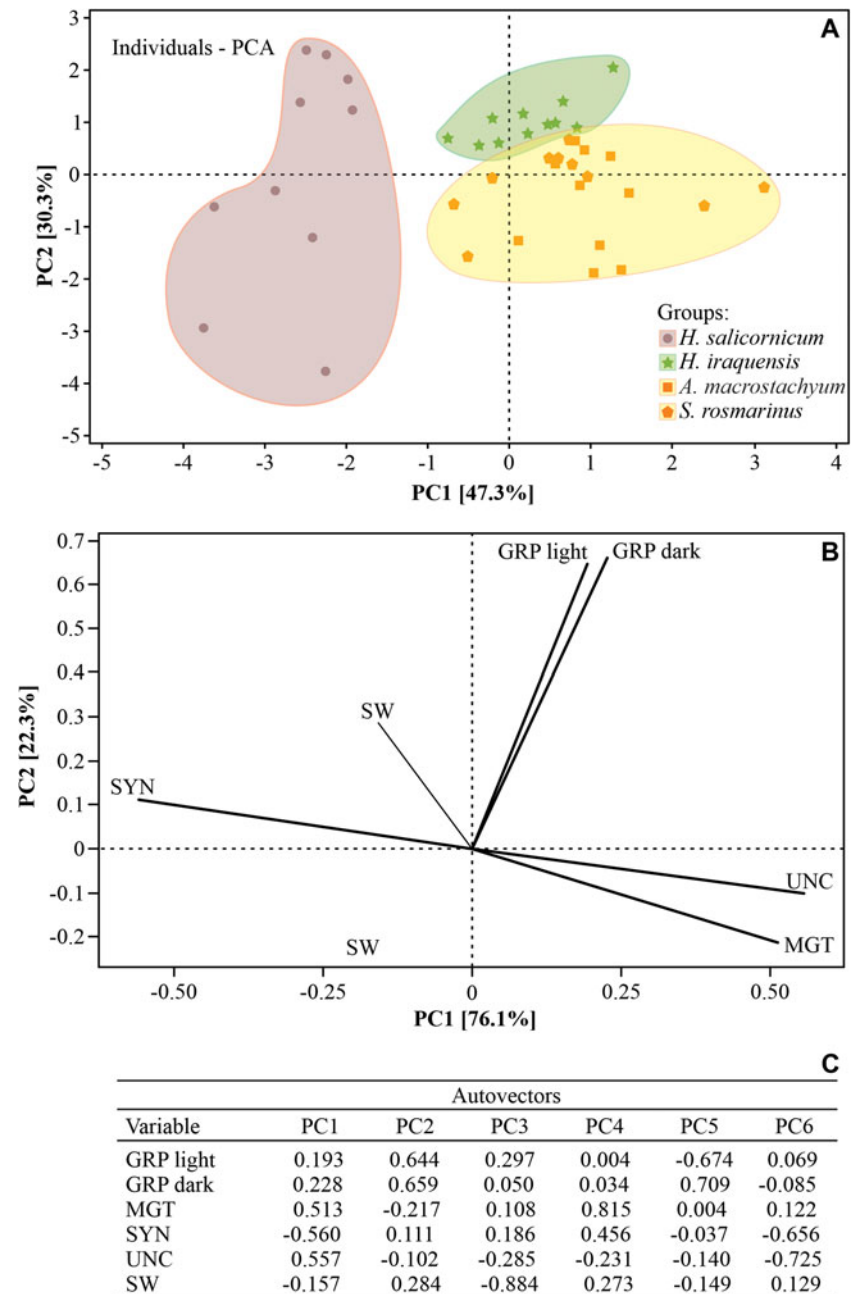 A
Individuals - PCA
3
2
1
0
-1
-2
-3
-4
-5
PC2 [30.3%]
Groups:
H. salicornicum
H. iraquensis
A. macrostachyum
S. rosmarinus
-5 -4 -3 -2 -1 0 1 2 3 4
PC1 [47.3%]
B
GRP light GRP dark
SW
SYN
UNC
MGT
SW
0.7
0.6
0.5
0.4
0.3
0.2
0.1
0
-0.1
-0.2
PC2 [22.3%]
-0.50 -0.25 0 0.25 0.50
PC1 [76.1%]
C
Autovectors
Variable PC1 PC2 PC3 PC4 PC5 PC6
GRP light 0.193 0.644 0.297 0.004 -0.674 0.069
GRP dark 0.228 0.659 0.050 0.034 0.709 -0.085
MGT 0.513 -0.217 0.108 0.815 0.004 0.122
SYN -0.560 0.111 0.186 0.456 -0.037 -0.656
UNC 0.557 -0.102 -0.285 -0.231 -0.140 -0.725
SW -0.157 0.284 -0.884 0.273 -0.149 0.129